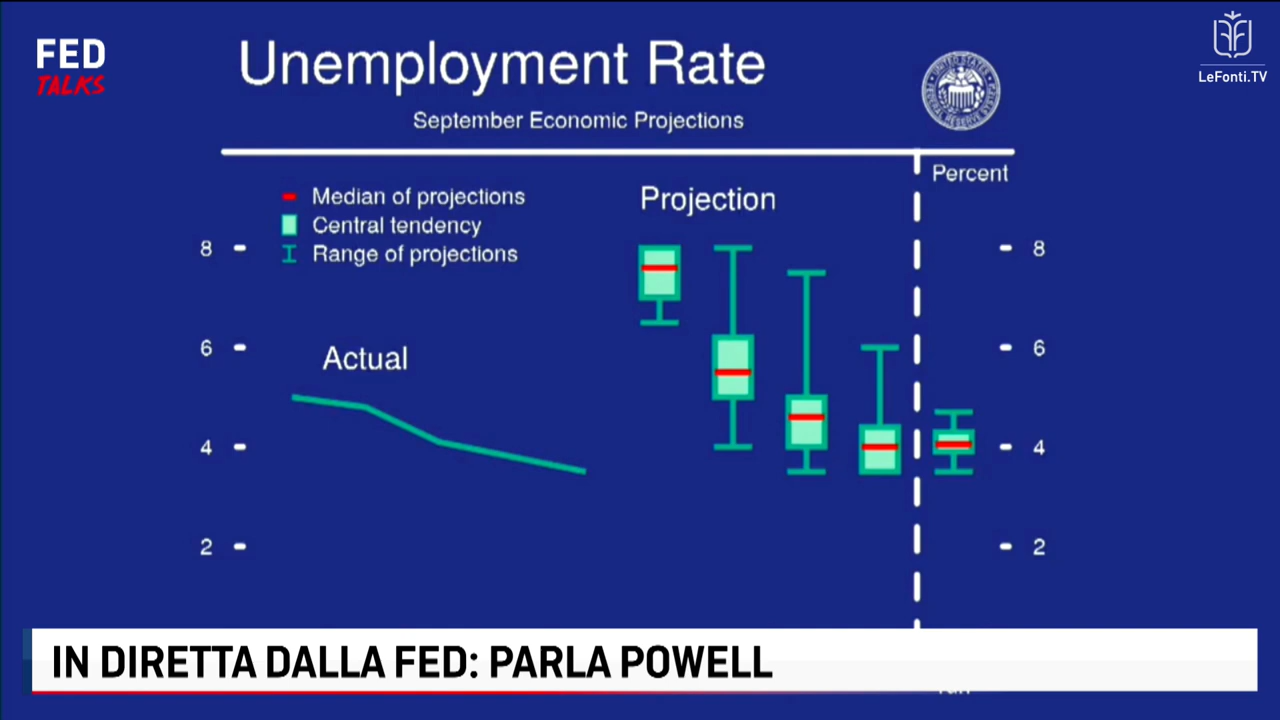 FED
TALKS
Unemployment Rate
September Economic Projections
LeFonti.TV
Percent
Median of projections
Central tendency
Range of projections
Projection
Actual
8
8
6
6
4
4
2
2
IN DIRETTA DALLA FED: PARLA POWELL